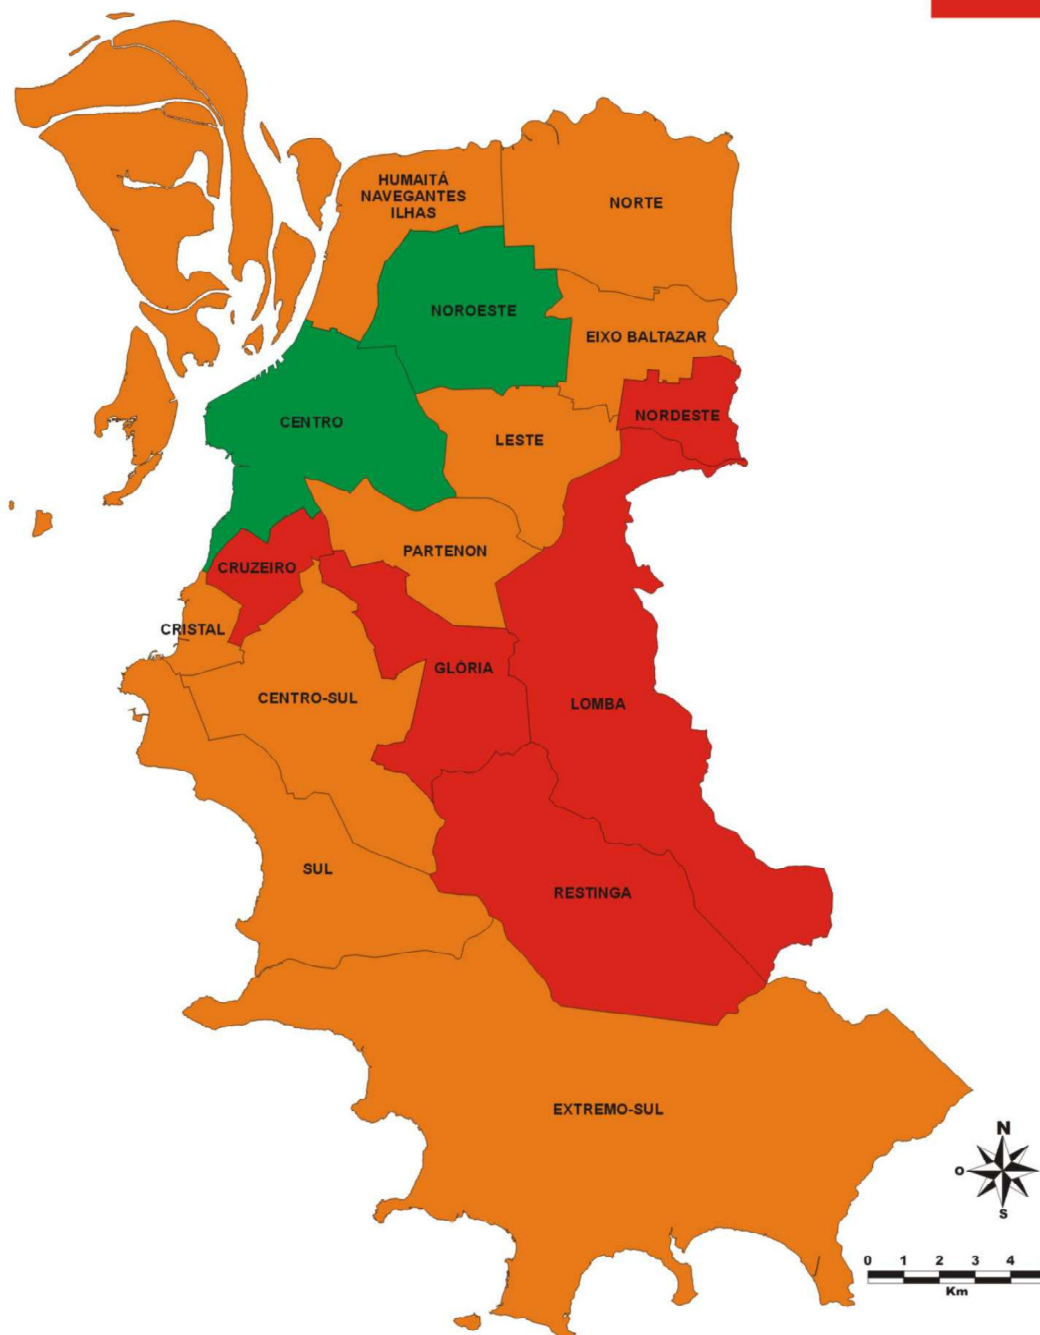 HUMAITÁ
NAVEGANTES
ILHAS
NORTE
NOROESTE
EIXO BALTAZAR
NORDESTE
CENTRO
LESTE
PARTENON
CRUZEIRO
CRISTAL
GLÓRIA
CENTRO-SUL
LOMBA
SUL
RESTINGA
EXTREMO-SUL
N
O
S
0 1 2 3 4
Km